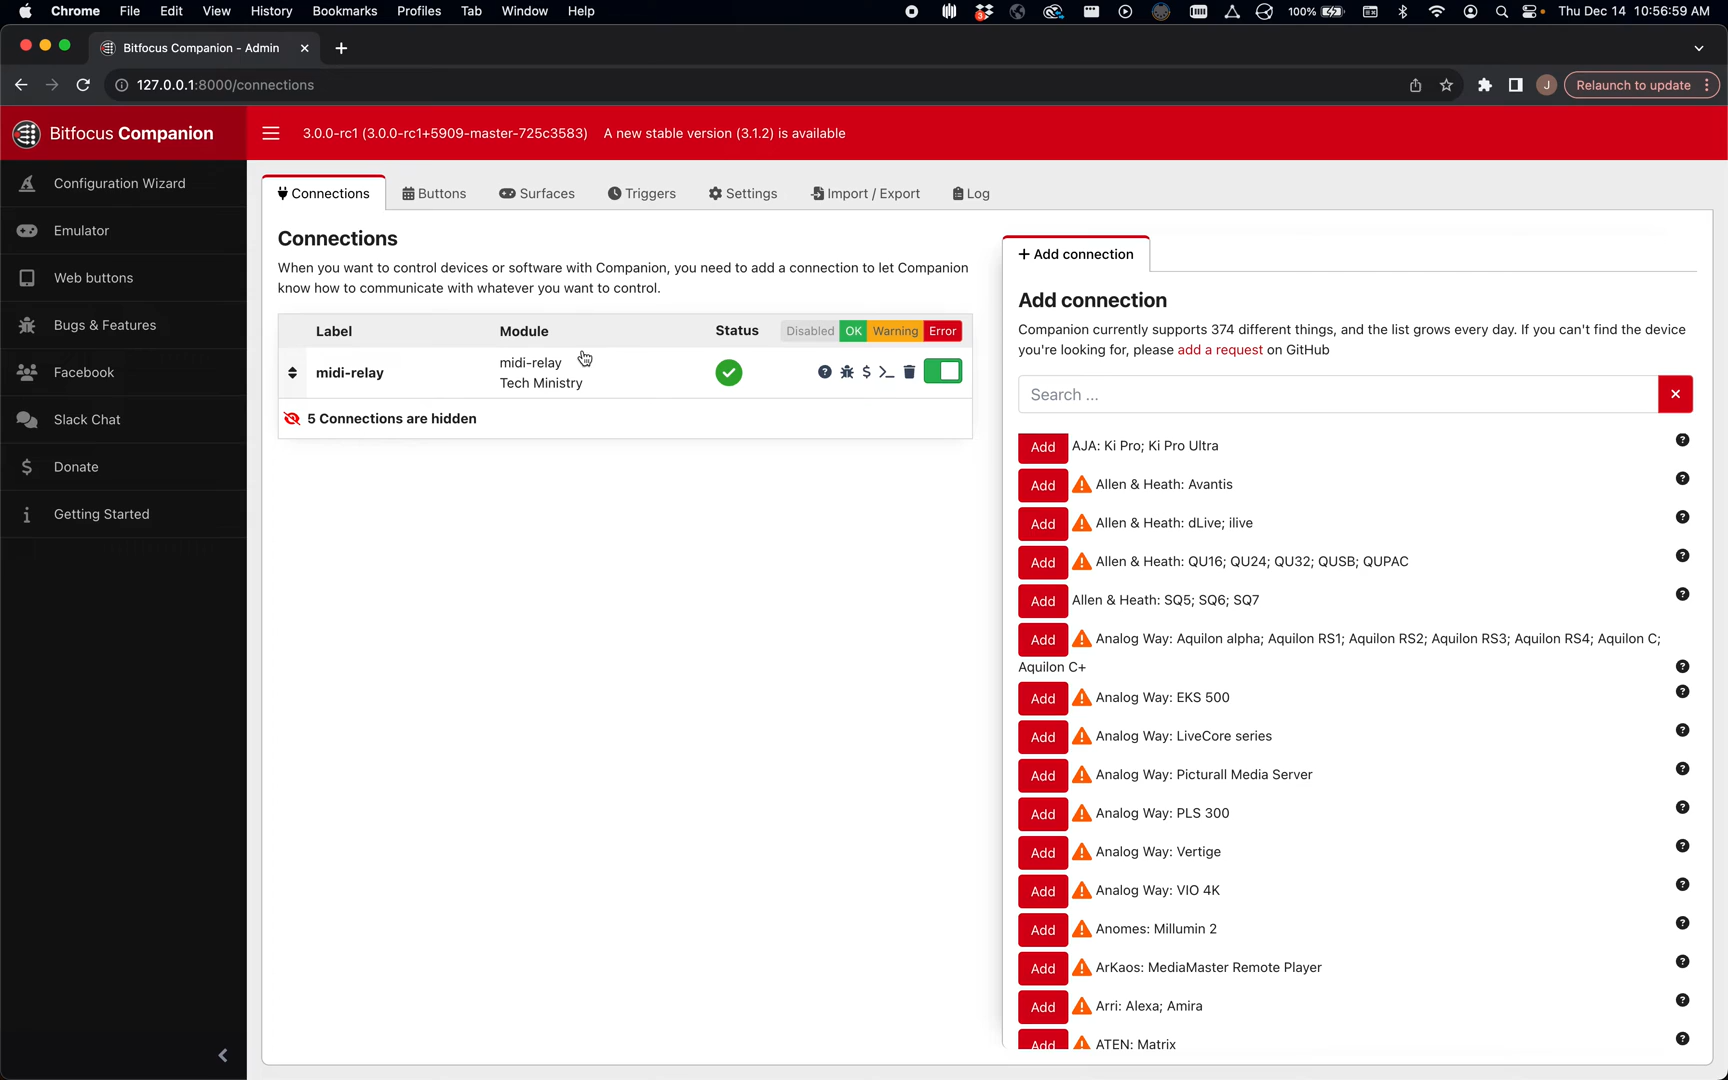 Chrome File Edit View History Bookmarks Profiles Tab Window Help 100% Thu Dec 14 10:56:59 AM
Bitfocus Companion - Admin
127.0.0.1:8000/connections
J
Relaunch to update
Bitfocus Companion
3.0.0-rc1 (3.0.0-rc1+5909-master-725c3583) A new stable version (3.1.2) is available
Configuration Wizard
Emulator
Web buttons
Bugs & Features
Facebook
Slack Chat
Donate
Getting Started
Connections Buttons Surfaces Triggers Settings Import / Export Log
Connections
When you want to control devices or software with Companion, you need to add a connection to let Companion
know how to communicate with whatever you want to control.
Label Module Status Disabled OK Warning Error
midi-relay
midi-relay
Tech Ministry
5 Connections are hidden
+ Add connection
Add connection
Companion currently supports 374 different things, and the list grows every day. If you can't find the device
you're looking for, please add a request on GitHub
Search ...
Add AJA: Ki Pro; Ki Pro Ultra
Add Allen & Heath: Avantis
Add Allen & Heath: dLive; ilive
Add Allen & Heath: QU16; QU24; QU32; QUSB; QUPAC
Add Allen & Heath: SQ5; SQ6; SQ7
Add Analog Way: Aquilon alpha; Aquilon RS1; Aquilon RS2; Aquilon RS3; Aquilon RS4; Aquilon C;
Aquilon C+
Add Analog Way: EKS 500
Add Analog Way: LiveCore series
Add Analog Way: Picturall Media Server
Add Analog Way: PLS 300
Add Analog Way: Vertige
Add Analog Way: VIO 4K
Add Anomes: Millumin 2
Add ArKaos: MediaMaster Remote Player
Add Arri: Alexa; Amira
Add ATEN: Matrix